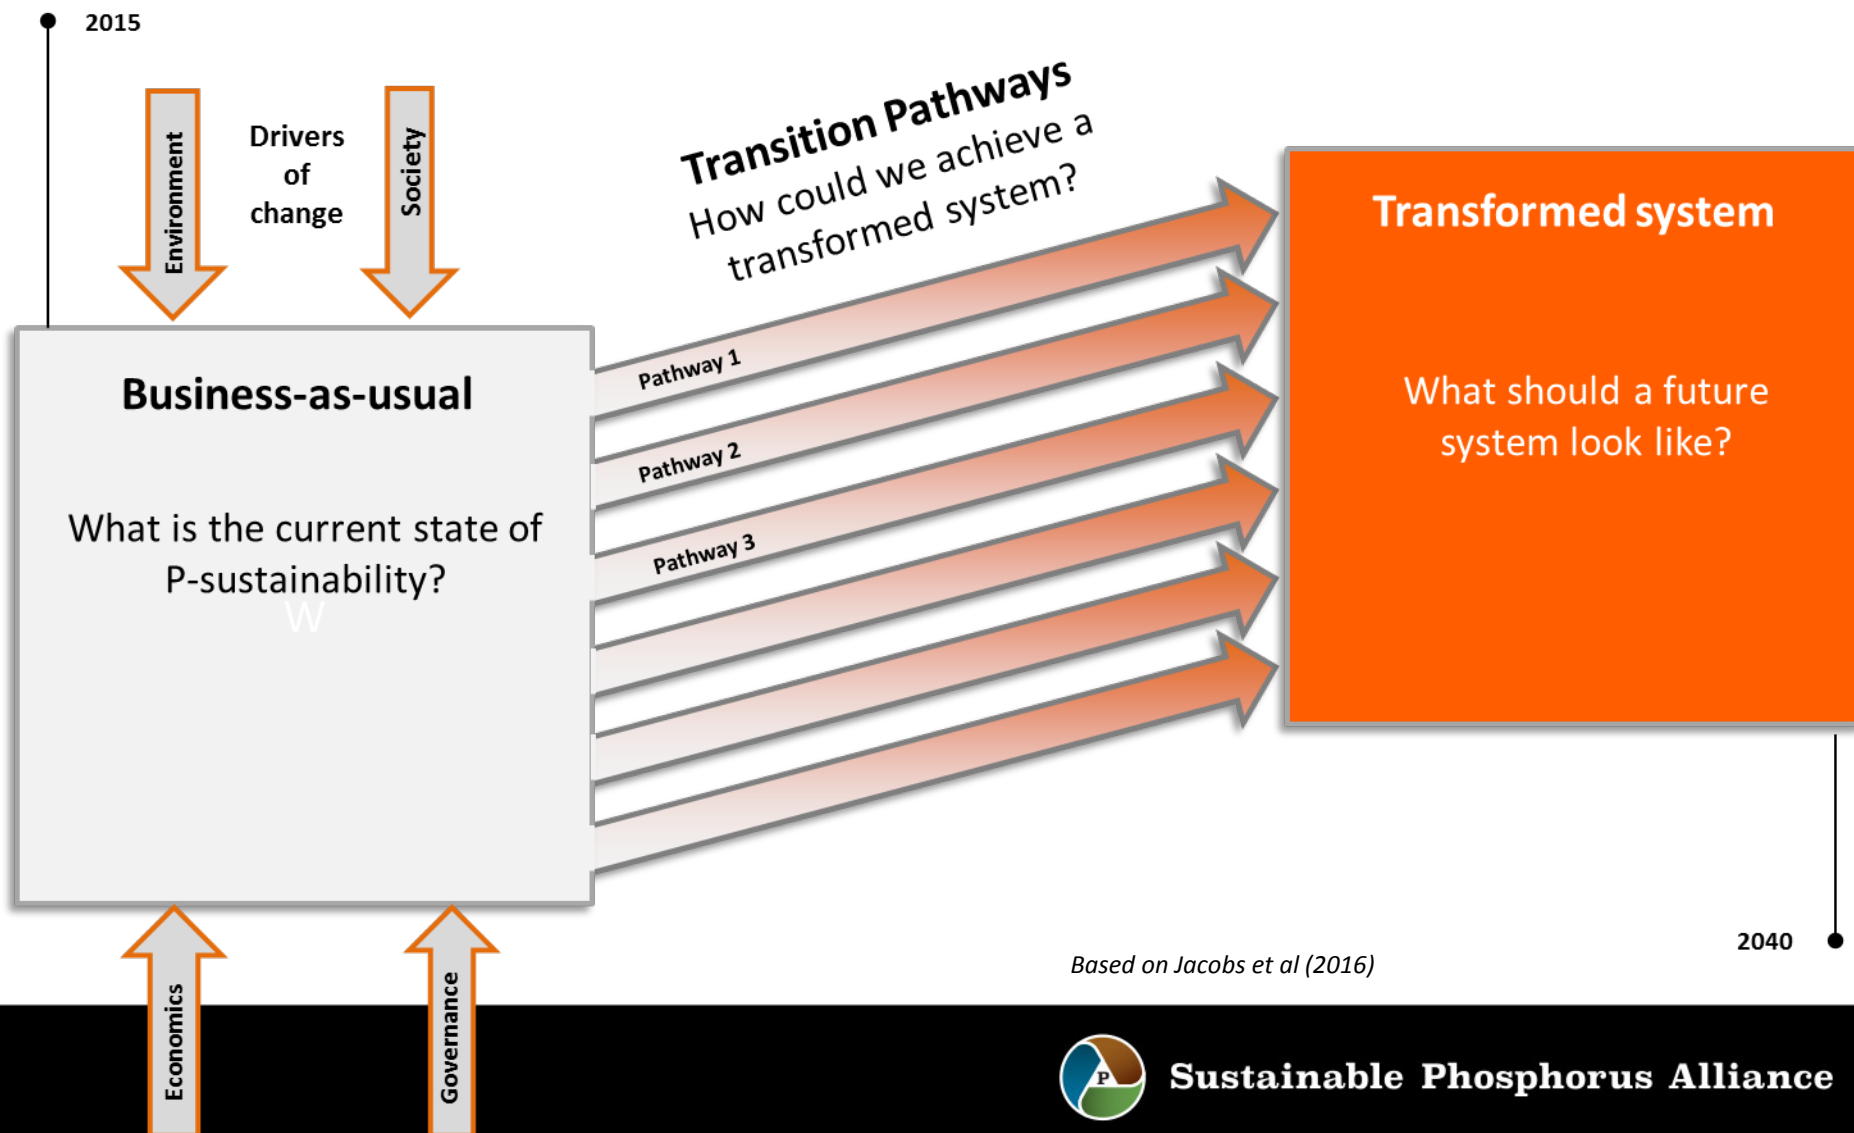 2015
Environment
Drivers
of
change
Society
Transition Pathways
How could we achieve a
transformed system?
Business-as-usual
What is the current state of
P-sustainability?
W
Pathway 1
Pathway 2
Pathway 3
Transformed system
What should a future
system look like?
2040
Based on Jacobs et al (2016)
Economics
Governance
P
Sustainable Phosphorus Alliance